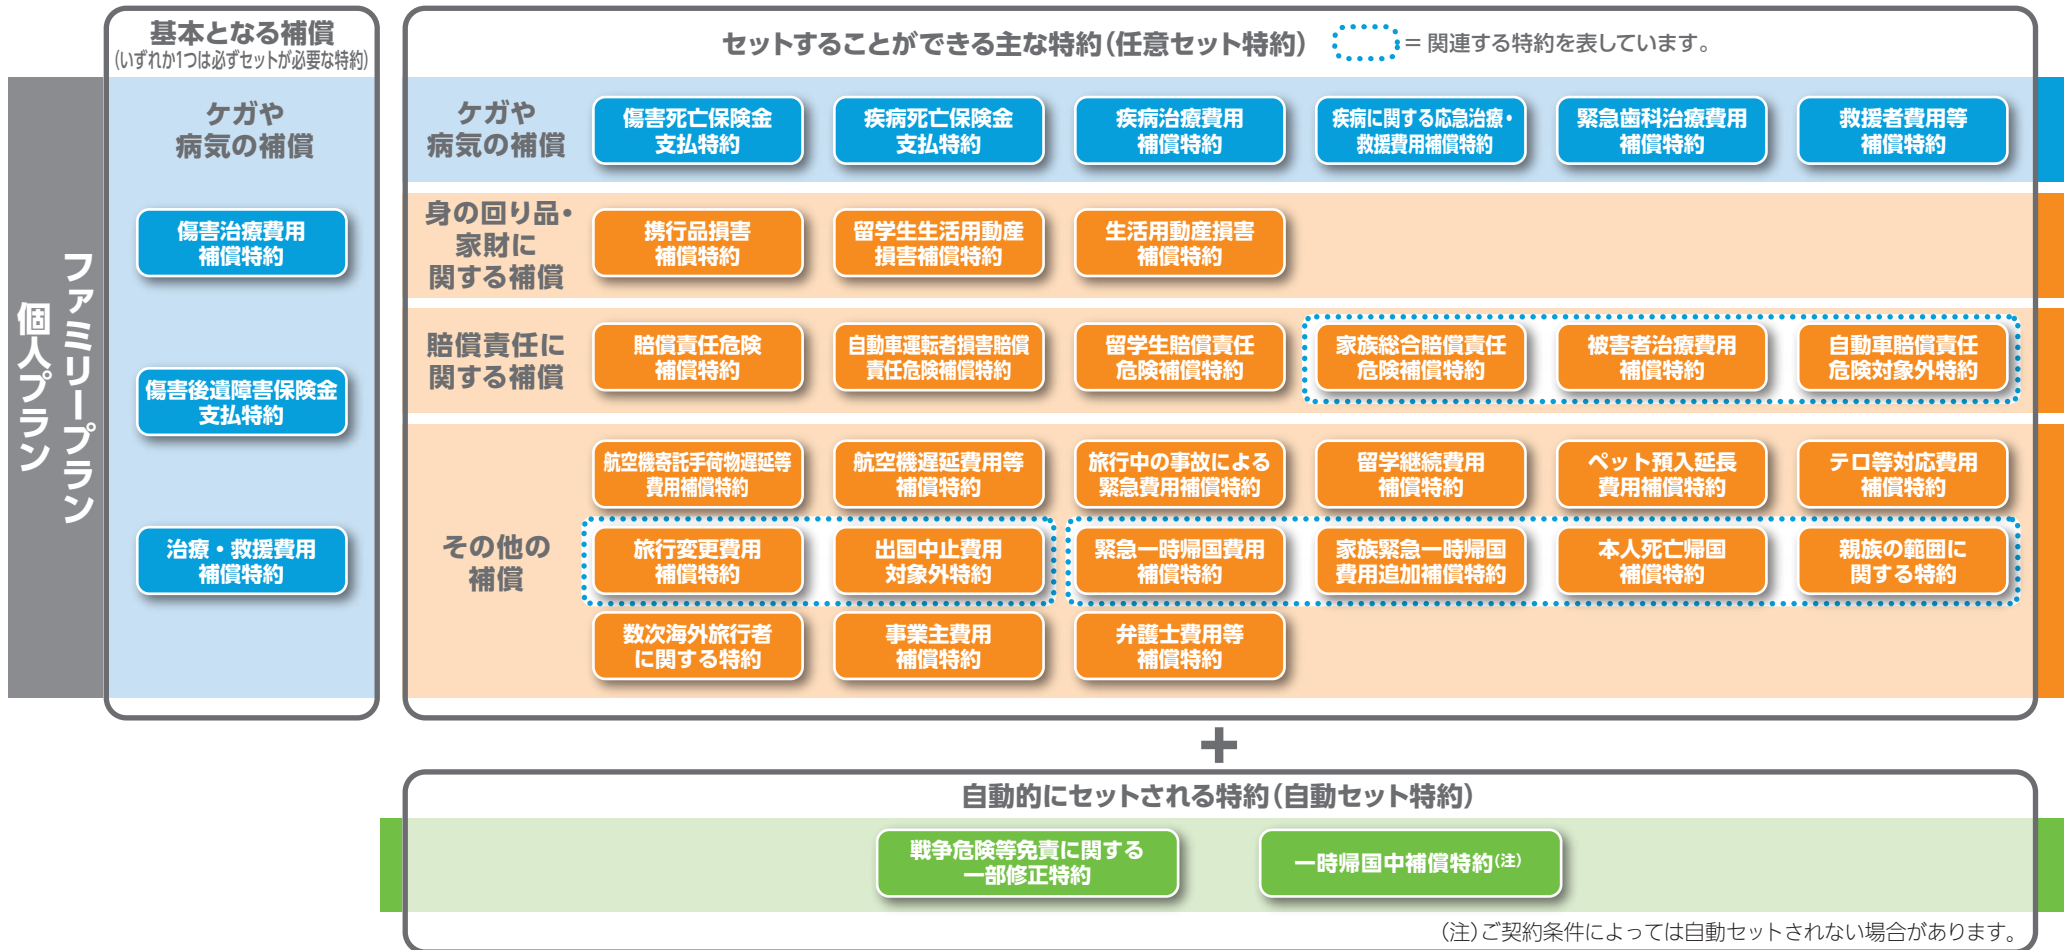 基本となる補償
(いずれか1つは必ずセットが必要な特約)
ファミリープラン
個人プラン
ケガや
病気の補償
傷害治療費用
補償特約
傷害後遺障害保険金
支払特約
治療・救援費用
補償特約
セットすることができる主な特約(任意セット特約)
=関連する特約を表しています。
ケガや
病気の補償
傷害死亡保険金
支払特約
疾病死亡保険金
支払特約
疾病治療費用
補償特約
疾病に関する応急治療・
救援費用補償特約
緊急歯科治療費用
補償特約
救援者費用等
補償特約
身の回り品・
家財に
関する補償
携行品損害
補償特約
留学生生活用動産
損害補償特約
生活用動産損害
補償特約
賠償責任に
関する補償
賠償責任危険
補償特約
自動車運転者損害賠償
責任危険補償特約
留学生賠償責任
危険補償特約
家族総合賠償責任
危険補償特約
被害者治療費用
補償特約
自動車賠償責任
危険対象外特約
その他の
補償
航空機寄託手荷物遅延等
費用補償特約
航空機遅延費用等
補償特約
旅行中の事故による
緊急費用補償特約
留学継続費用
補償特約
ペット預入延長
費用補償特約
テロ等対応費用
補償特約
旅行変更費用
補償特約
出国中止費用
対象外特約
緊急一時帰国費用
補償特約
家族緊急一時帰国
費用追加補償特約
本人死亡帰国
補償特約
親族の範囲に
関する特約
数次海外旅行者
に関する特約
事業主費用
補償特約
弁護士費用等
補償特約
+
自動的にセットされる特約(自動セット特約)
戦争危険等免責に関する
一部修正特約
一時帰国中補償特約(注)
(注)ご契約条件によっては自動セットされない場合があります。